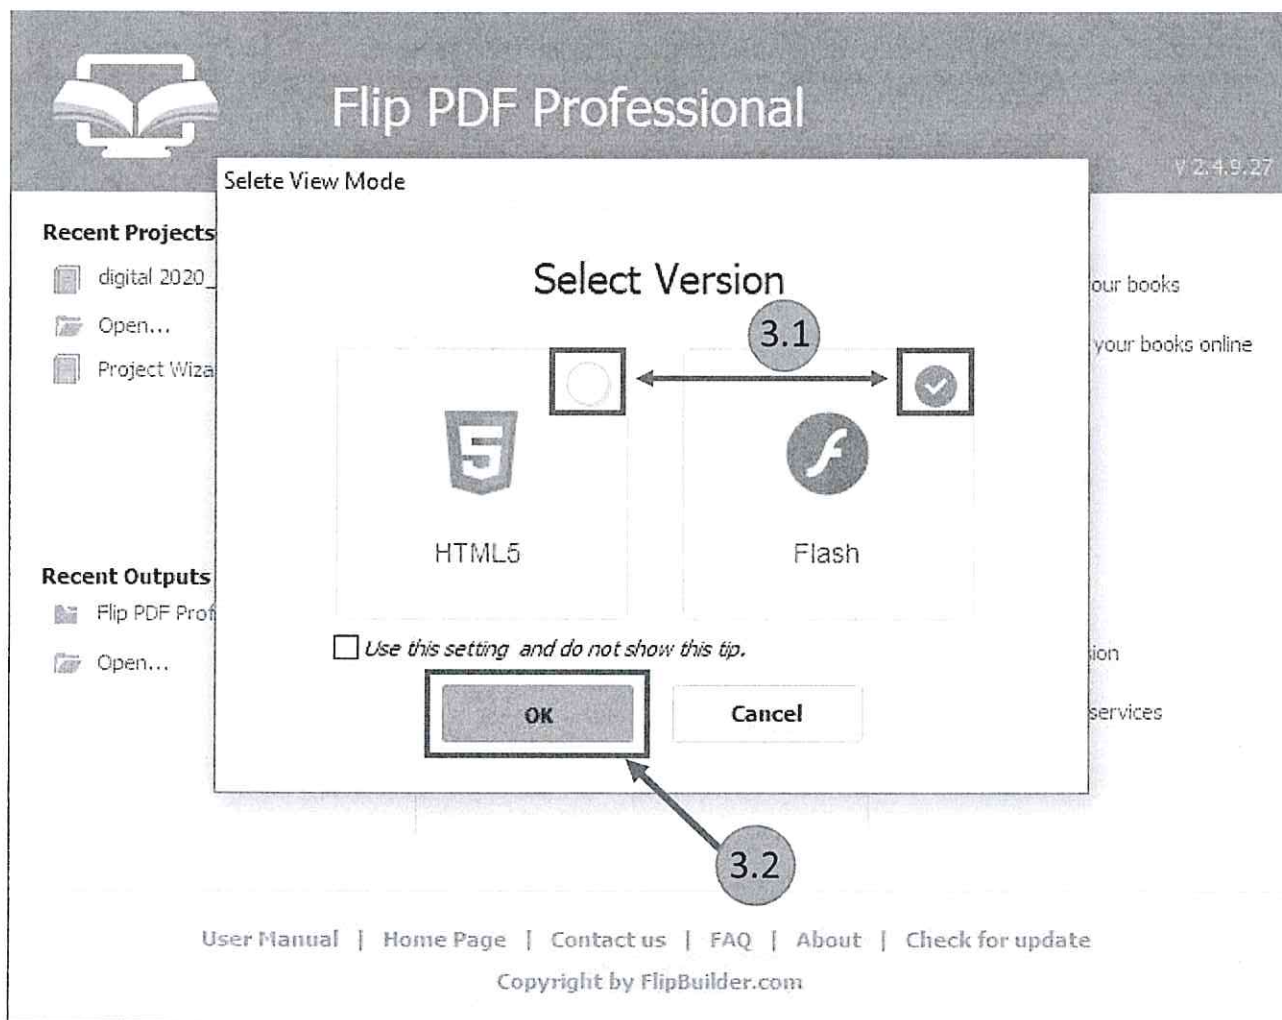 Flip PDF Professional
V 2.4.9.27
Selete View Mode
Recent Projects
digital 2020_
Open...
Project Wiza
Select Version
3.1
our books
your books online
5
HTML5
Flash
Recent Outputs
Flip PDF Prof
Open...
Use this setting and do not show this tip.
OK
Cancel
ion
services
3.2
User Manual | Home Page | Contact us | FAQ | About | Check for update
Copyright by FlipBuilder.com